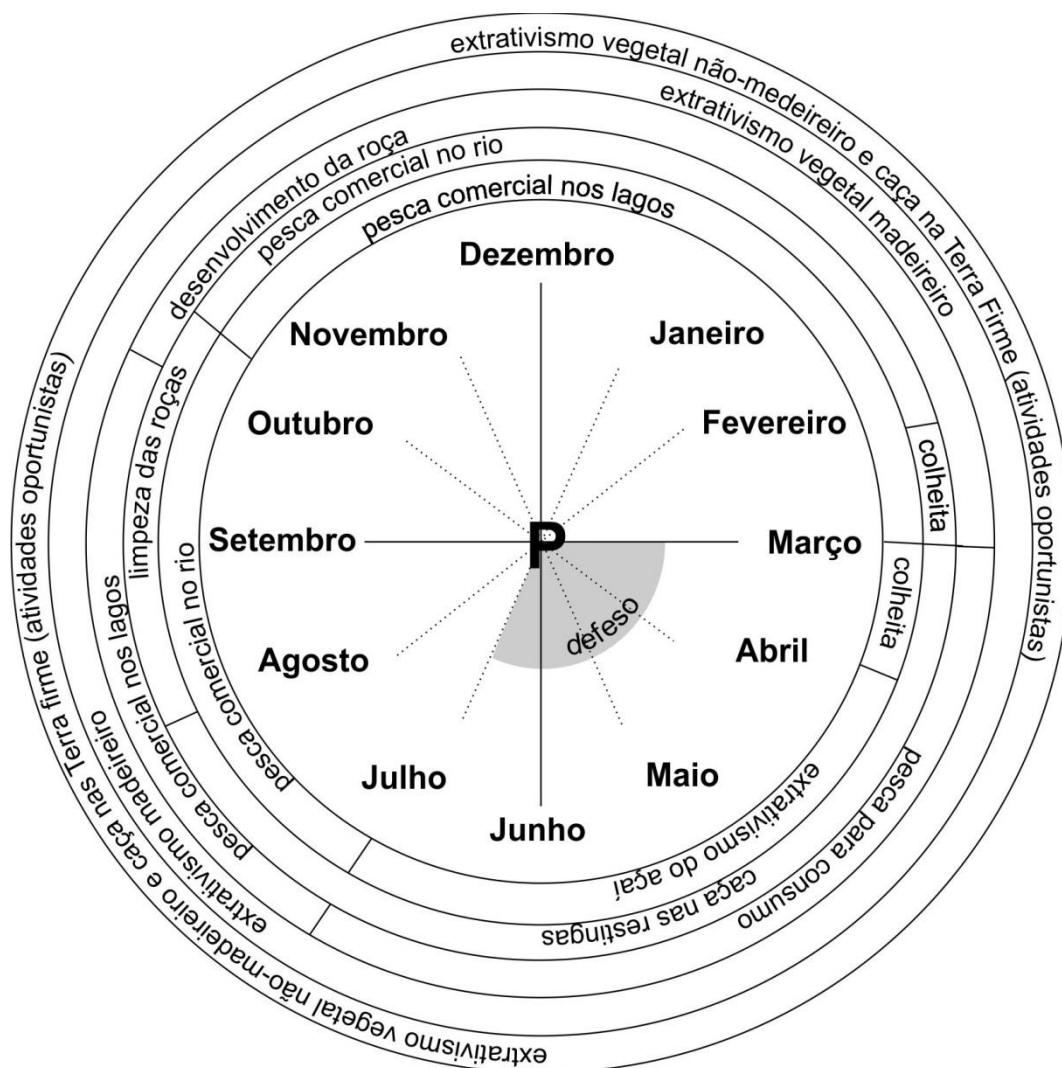 extrativismo vegetal não-medeireiro e caça na Terra Firme (atividades oportunistas)
extrativismo vegetal madeireiro
desenvolvimento da roça
pesca comercial no rio
pesca comercial nos lagos
Dezembro
Novembro
Janeiro
Outubro
Fevereiro
limpeza das roças
colheita
Setembro
P
Março
colheita
defeso
Agosto
Abril
Julho
Maio
Junho
pesca comercial no rio
pesca comercial nos lagos
extrativismo madeireiro
extrativismo vegetal não-madeireiro e caça nas Terra firme (atividades oportunistas)
extrativismo do açaí
caça nas restingas
pesca para consumo